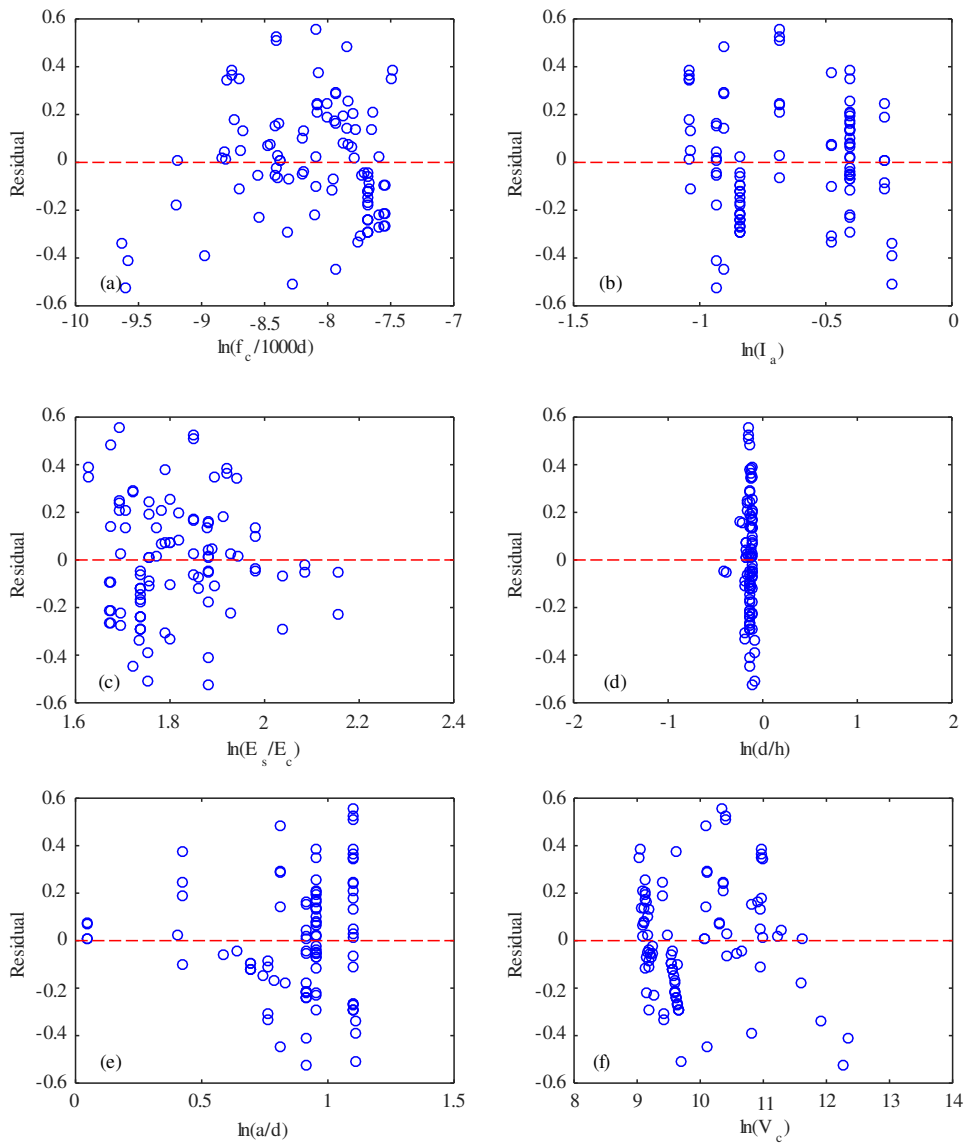 0.6 0.6
0.4 0.4
0.2 0.2
Residual 0 Residual 0
-0.2 -0.2
-0.4 -0.4
(a) (b)
-0.6 -0.6
-10 -9.5 -9 -8.5 -8 -7.5 -7 -1.5 -1 -0.5 0
ln(f_c/1000d) ln(I_a)
0.6 0.6
0.4 0.4
0.2 0.2
Residual 0 Residual 0
-0.2 -0.2
-0.4 -0.4
(c) (d)
-0.6 -0.6
1.6 1.8 2 2.2 2.4 -2 -1 0 1 2
ln(E_s/E_c) ln(d/h)
0.6 0.6
0.4 0.4
0.2 0.2
Residual 0 Residual 0
-0.2 -0.2
-0.4 -0.4
(e) (f)
-0.6 -0.6
0 0.5 1 1.5 8 9 10 11 12 13 14
ln(a/d) ln(V_c)